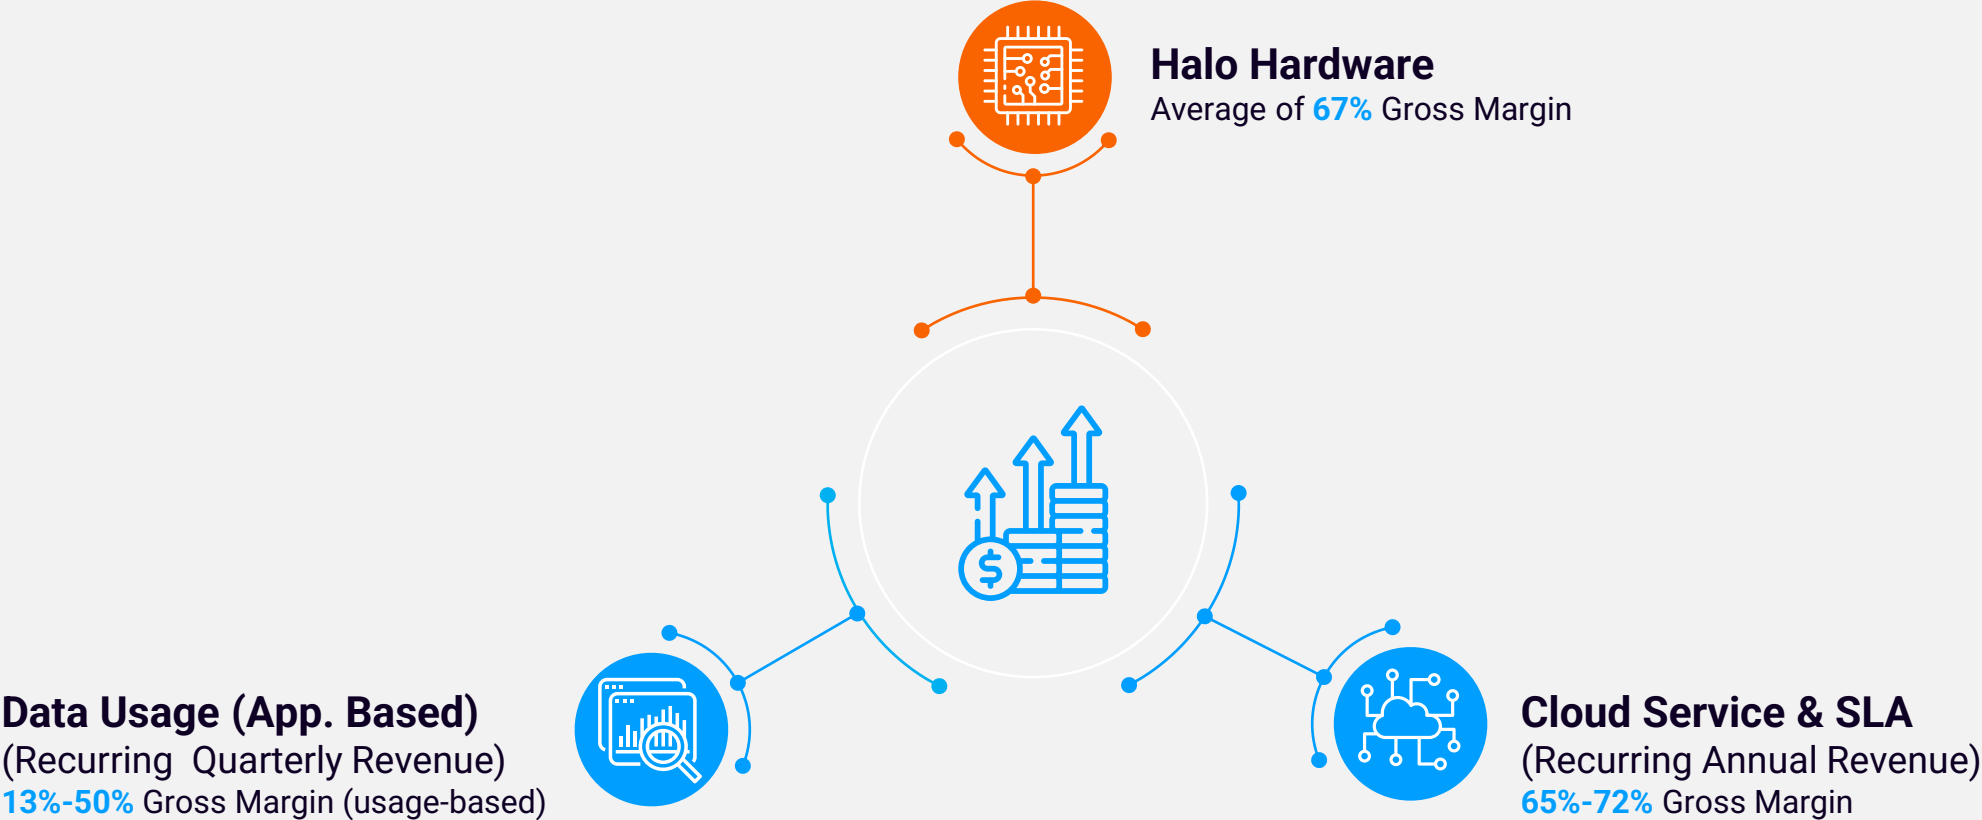 Halo Hardware
Average of 67% Gross Margin
$
Data Usage (App. Based)
(Recurring Quarterly Revenue)
13%-50% Gross Margin (usage-based)
Cloud Service & SLA
(Recurring Annual Revenue)
65%-72% Gross Margin